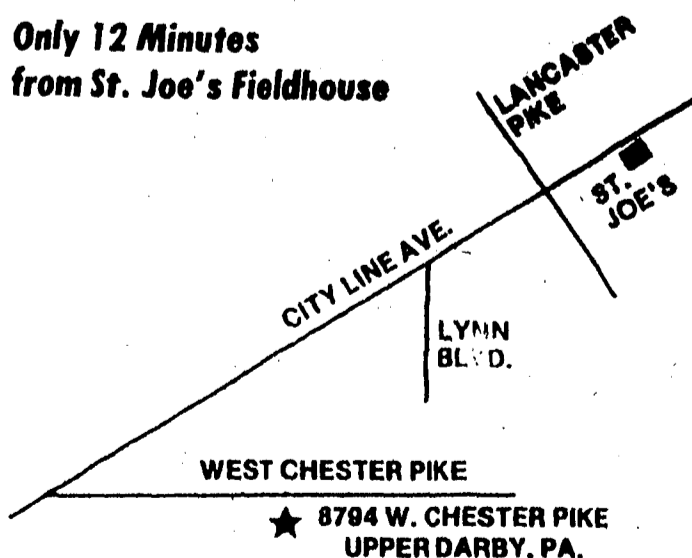 Only 12 Minutes
from St. Joe's Fieldhouse
LANCASTER
PIKE
ST.
JOE'S
CITY LINE AVE.
LYNN
BLVD.
WEST CHESTER PIKE
8794 W. CHESTER PIKE
UPPER DARBY, PA.